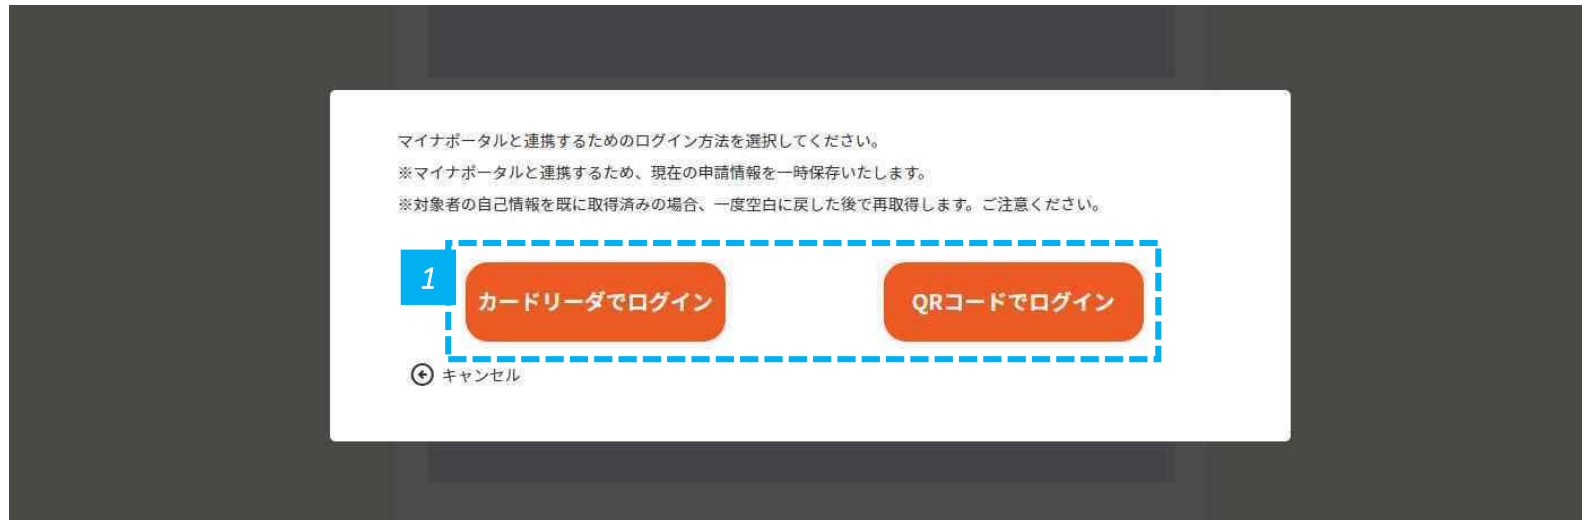 マイナポータルと連携するためのログイン方法を選択してください。
※マイナポータルと連携するため、現在の申請情報を一時保存いたします。
※対象者の自己情報を既に取得済みの場合、一度空白に戻した後で再取得します。ご注意ください。
1
カードリーダでログイン
QRコードでログイン
キャンセル